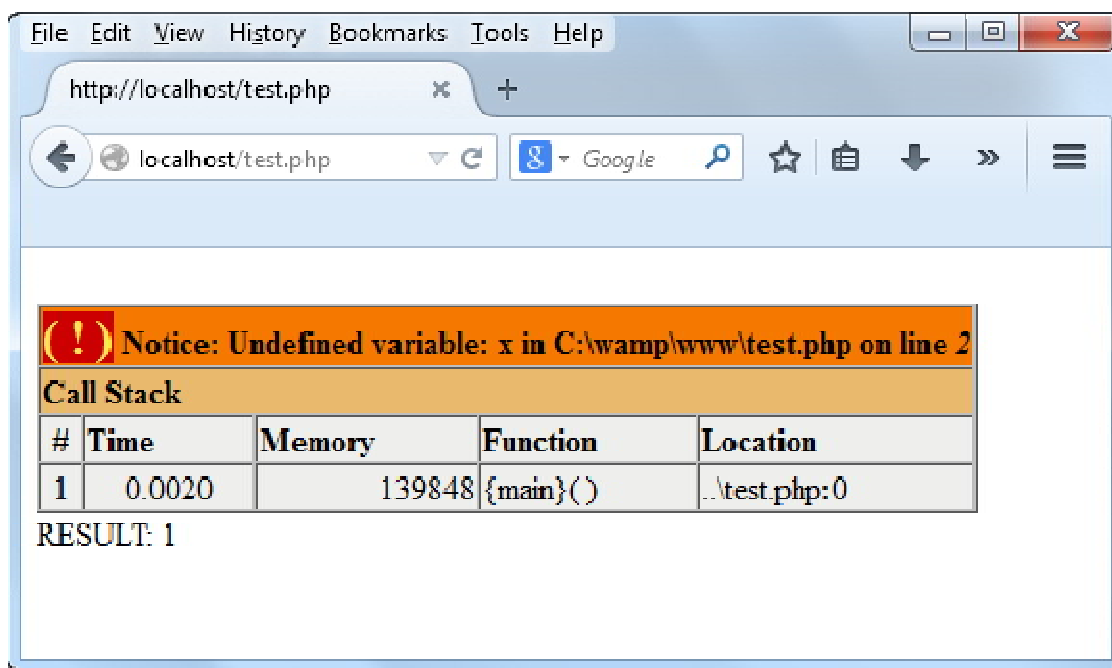 File Edit View History Bookmarks Tools Help
http://localhost/test.php
localhost/test.php
8 Google
( ! ) Notice: Undefined variable: x in C:\wamp\www\test.php on line 2
Call Stack
# Time Memory Function Location
1 0.0020 139848 {main}( ) ..\test.php:0
RESULT: 1